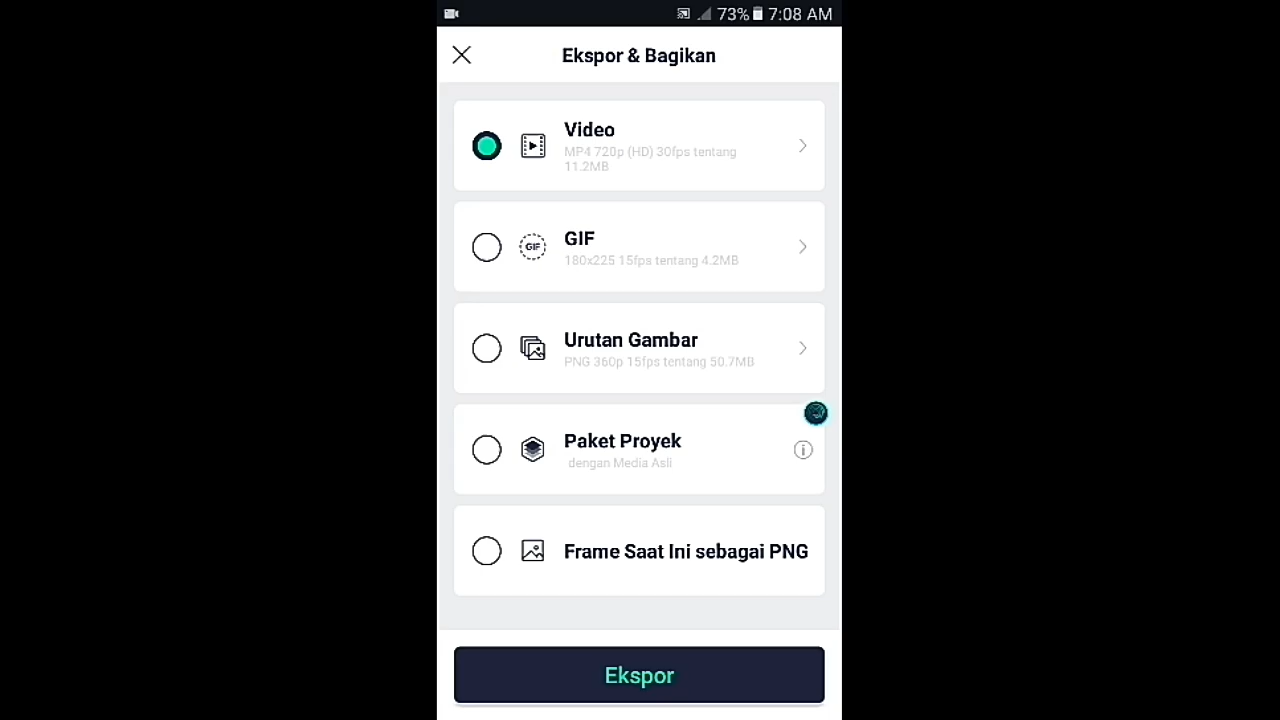 73% 7:08 AM
Ekspor & Bagikan
Video
MP4 720p (HD) 30fps tentang
11.2MB
GIF
GIF
180x225 15fps tentang 4.2MB
Urutan Gambar
PNG 360p 15fps tentang 50.7MB
Paket Proyek
dengan Media Asli
Frame Saat Ini sebagai PNG
Ekspor